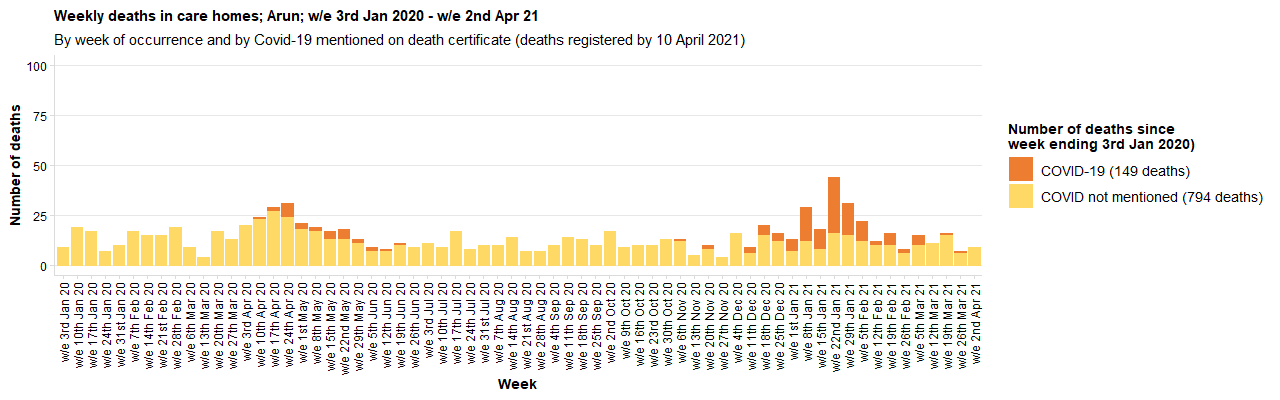 Weekly deaths in care homes; Arun; w/e 3rd Jan 2020 - w/e 2nd Apr 21
By week of occurrence and by Covid-19 mentioned on death certificate (deaths registered by 10 April 2021)
Number of deaths
100
75
50
25
0
w/e 3rd Jan 20
w/e 10th Jan 20
w/e 17th Jan 20
w/e 24th Jan 20
w/e 31st Jan 20
w/e 7th Feb 20
w/e 14th Feb 20
w/e 21st Feb 20
w/e 28th Feb 20
w/e 6th Mar 20
w/e 13th Mar 20
w/e 20th Mar 20
w/e 27th Mar 20
w/e 3rd Apr 20
w/e 10th Apr 20
w/e 17th Apr 20
w/e 24th Apr 20
w/e 1st May 20
w/e 8th May 20
w/e 15th May 20
w/e 22nd May 20
w/e 29th May 20
w/e 5th Jun 20
w/e 12th Jun 20
w/e 19th Jun 20
w/e 26th Jun 20
w/e 3rd Jul 20
w/e 10th Jul 20
w/e 17th Jul 20
w/e 24th Jul 20
w/e 31st Jul 20
w/e 7th Aug 20
w/e 14th Aug 20
w/e 21st Aug 20
w/e 28th Aug 20
w/e 4th Sep 20
w/e 11th Sep 20
w/e 18th Sep 20
w/e 25th Sep 20
w/e 2nd Oct 20
w/e 9th Oct 20
w/e 16th Oct 20
w/e 23rd Oct 20
w/e 30th Oct 20
w/e 6th Nov 20
w/e 13th Nov 20
w/e 20th Nov 20
w/e 27th Nov 20
w/e 4th Dec 20
w/e 11th Dec 20
w/e 18th Dec 20
w/e 25th Dec 20
w/e 1st Jan 21
w/e 8th Jan 21
w/e 15th Jan 21
w/e 22nd Jan 21
w/e 29th Jan 21
w/e 5th Feb 21
w/e 12th Feb 21
w/e 19th Feb 21
w/e 26th Feb 21
w/e 5th Mar 21
w/e 12th Mar 21
w/e 19th Mar 21
w/e 26th Mar 21
w/e 2nd Apr 21
Week
Number of deaths since
week ending 3rd Jan 2020)
COVID-19 (149 deaths)
COVID not mentioned (794 deaths)